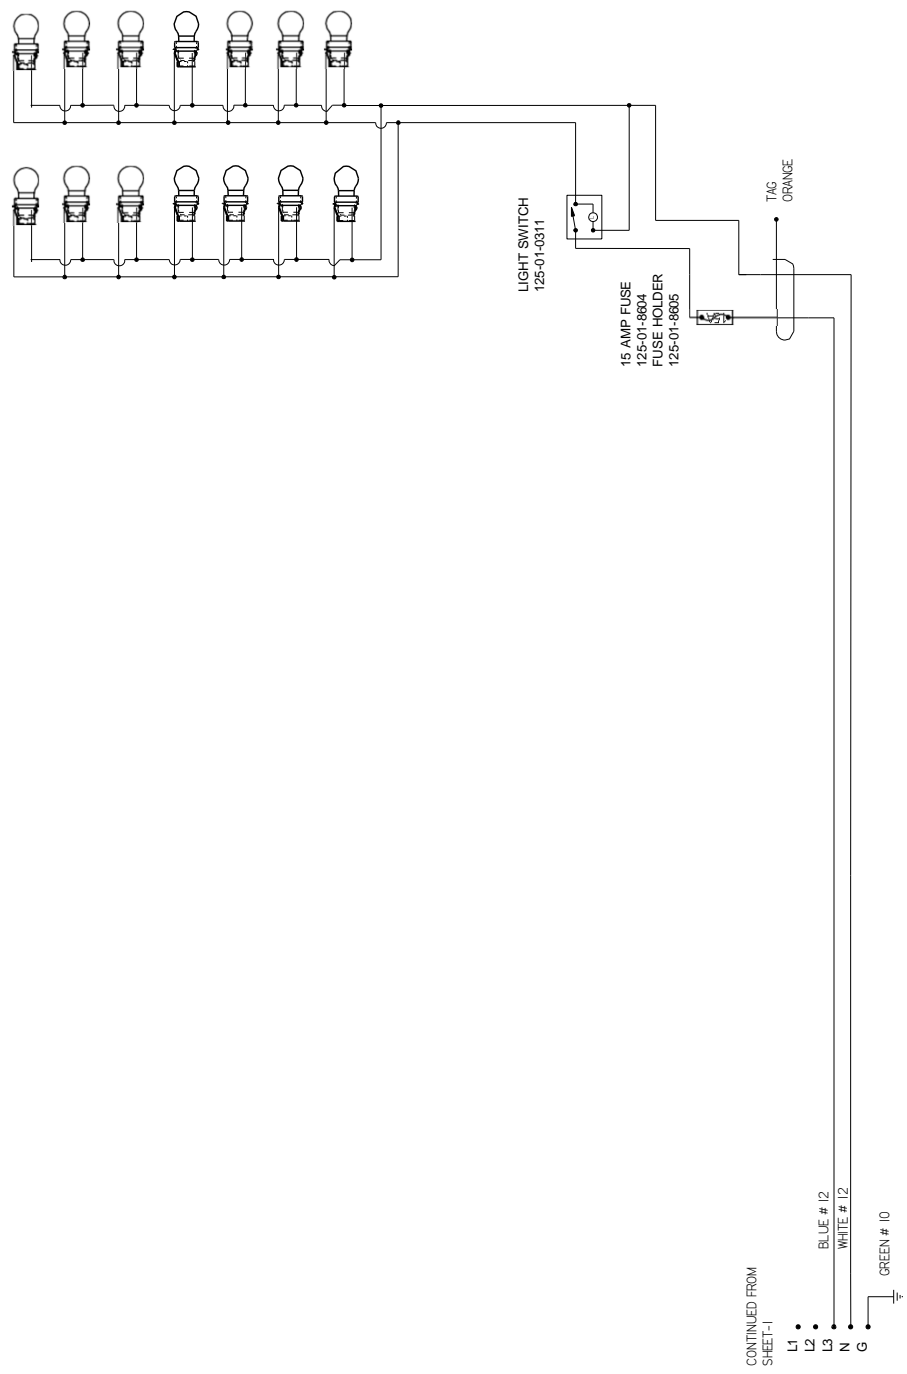 TAG
ORANGE
LIGHT SWITCH
125-01-0311
15 AMP FUSE
125-01-8604
FUSE HOLDER
125-01-8605
15A
BLUE # 12
WHITE # 12
GREEN # 10
CONTINUED FROM
SHEET-1
L1
L2
L3
N
G